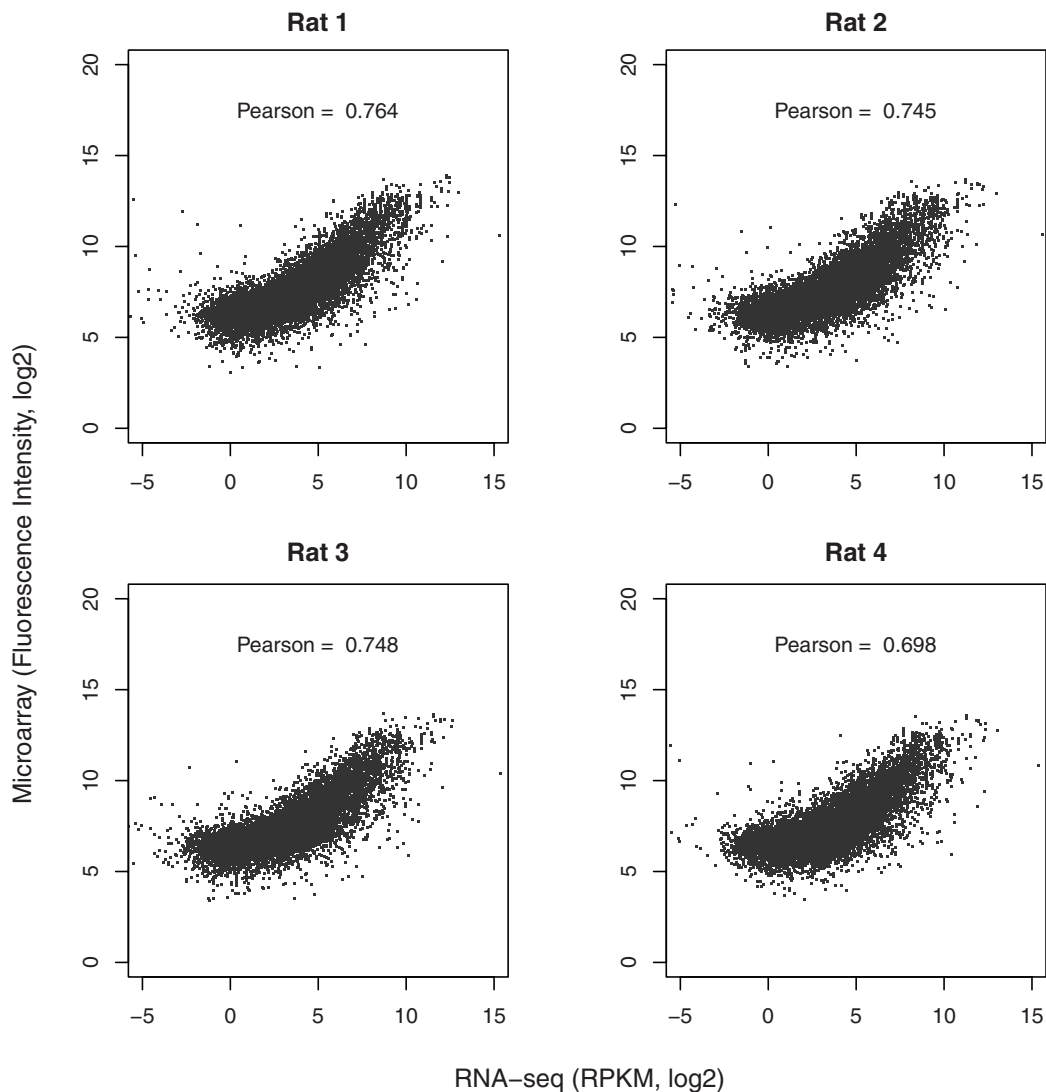 Rat 1
Rat 2
20
15
10
5
0
Pearson = 0.764
−5 0 5 10 15
20
15
10
5
0
Pearson = 0.745
−5 0 5 10 15
Rat 3
Rat 4
20
15
10
5
0
Pearson = 0.748
−5 0 5 10 15
20
15
10
5
0
Pearson = 0.698
−5 0 5 10 15
Microarray (Fluorescence Intensity, log2)
RNA−seq (RPKM, log2)